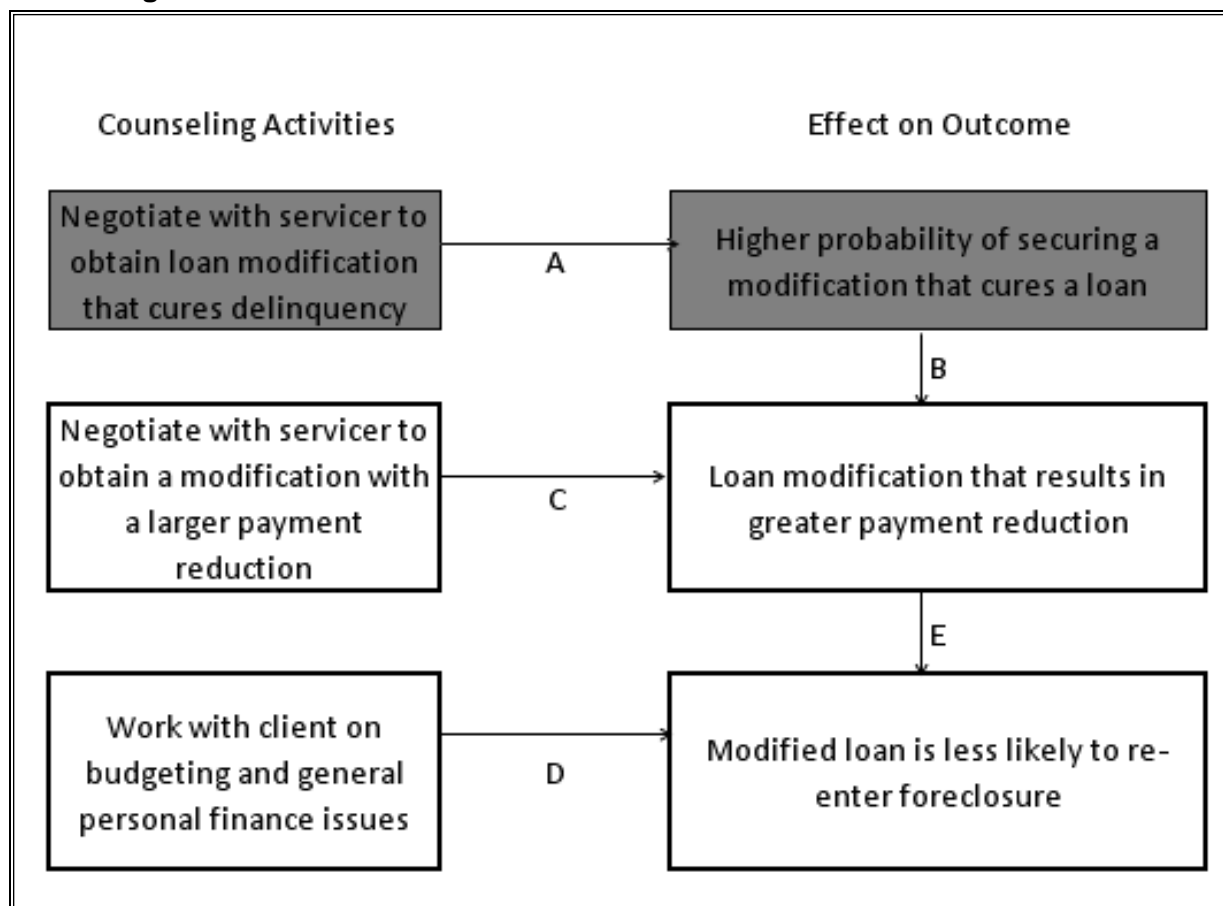 Counseling Activities
Effect on Outcome
Negotiate with servicer to
obtain loan modification
that cures delinquency
A
Higher probability of securing a
modification that cures a loan
B
Negotiate with servicer to
obtain a modification with
a larger payment
reduction
C
Loan modification that results in
greater payment reduction
E
Work with client on
budgeting and general
personal finance issues
D
Modified loan is less likely to re-
enter foreclosure